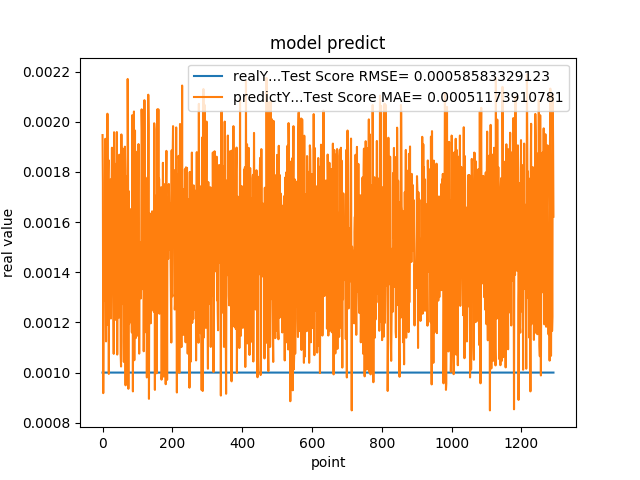 model predict
realY...Test Score RMSE= 0.00058583329123
predictY...Test Score MAE= 0.00051173910781
0.0022
0.0020
0.0018
0.0016
0.0014
0.0012
0.0010
0.0008
real value
0 200 400 600 800 1000 1200
point